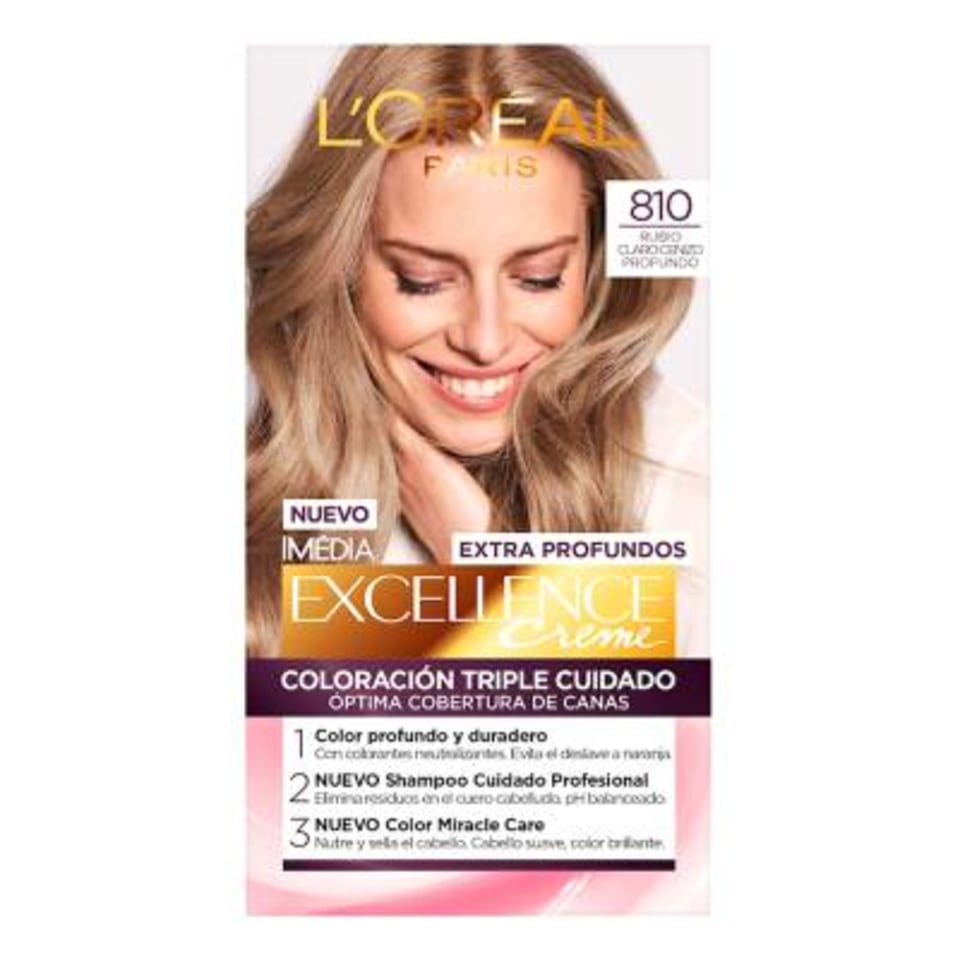 L'ORÉAL
PARIS
810
RUBIO
CLARO CENIZO
PROFUNDO
NUEVO
IMÉDIA
EXTRA PROFUNDOS
EXCELLENCE
Creme
COLORACIÓN TRIPLE CUIDADO
ÓPTIMA COBERTURA DE CANAS
1 Color profundo y duradero
Con colorantes neutralizantes. Evita el deslave a naranja.
2 NUEVO Shampoo Cuidado Profesional
Elimina residuos en el cuero cabelludo. pH balanceado.
3 NUEVO Color Miracle Care
Nutre y sella el cabello. Cabello suave, color brillante.